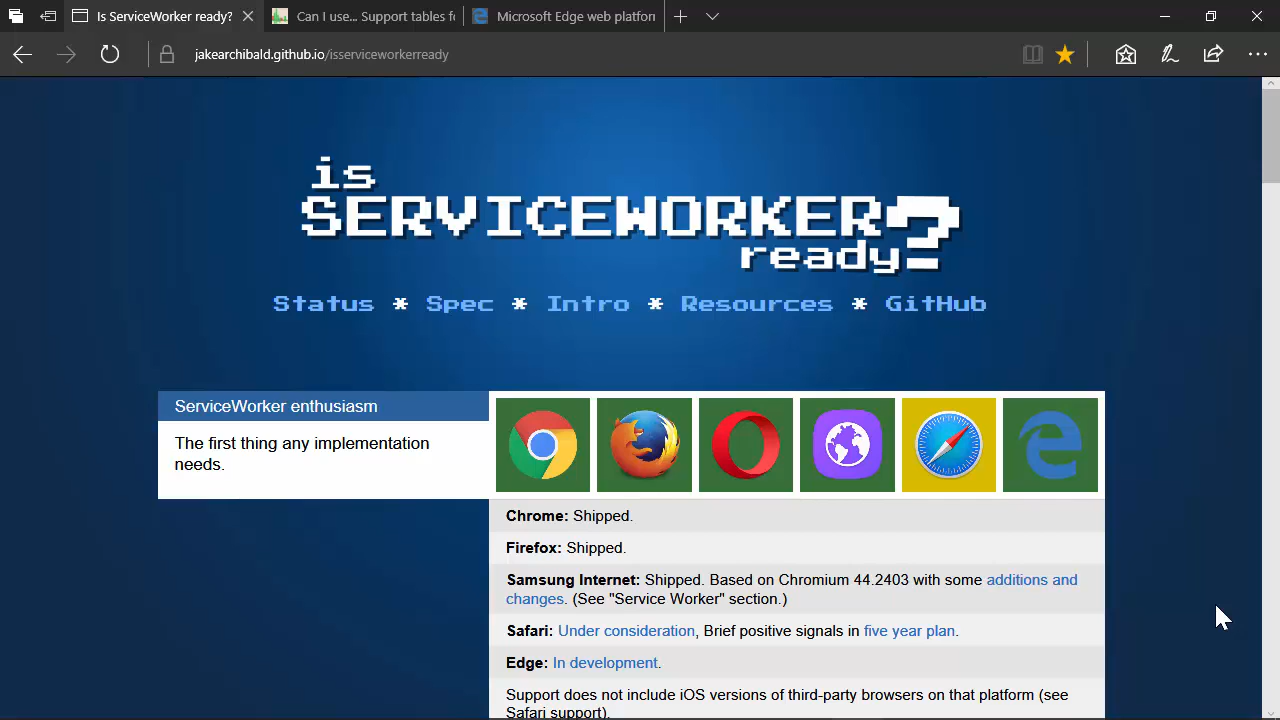 Is ServiceWorker ready?
Can I use... Support tables fo
Microsoft Edge web platfor
jakearchibald.github.io/isserviceworkerready
is
SERVICEWORKER
ready?
Status * Spec * Intro * Resources * GitHub
ServiceWorker enthusiasm
The first thing any implementation
needs.
Chrome: Shipped.
Firefox: Shipped.
Samsung Internet: Shipped. Based on Chromium 44.2403 with some additions and
changes. (See "Service Worker" section.)
Safari: Under consideration, Brief positive signals in five year plan.
Edge: In development.
Support does not include iOS versions of third-party browsers on that platform (see
Safari support).